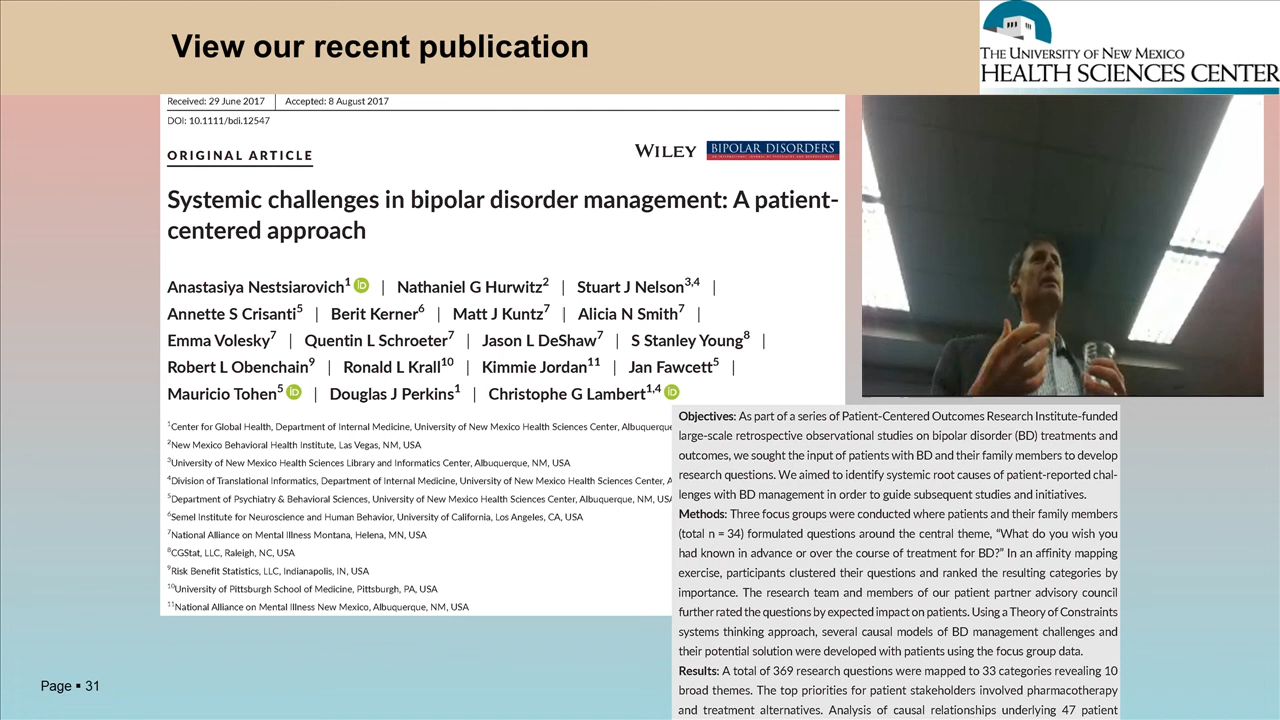 View our recent publication
THE UNIVERSITY OF NEW MEXICO
HEALTH SCIENCES CENTER
Received: 29 June 2017 | Accepted: 8 August 2017
DOI: 10.1111/bdi.12547
ORIGINAL ARTICLE
WILEY BIPOLAR DISORDERS
Systemic challenges in bipolar disorder management: A patient-
centered approach
Anastasiya Nestsiarovich1 iD | Nathaniel G Hurwitz2 | Stuart J Nelson3,4 |
Annette S Crisanti5 | Berit Kerner6 | Matt J Kuntz7 | Alicia N Smith7 |
Emma Volesky7 | Quentin L Schroeter7 | Jason L DeShaw7 | S Stanley Young8 |
Robert L Obenchain9 | Ronald L Krall10 | Kimmie Jordan11 | Jan Fawcett5 |
Mauricio Tohen5 iD | Douglas J Perkins1 | Christophe G Lambert1,4 iD
1Center for Global Health, Department of Internal Medicine, University of New Mexico Health Sciences Center, Albuquerque
2New Mexico Behavioral Health Institute, Las Vegas, NM, USA
3University of New Mexico Health Sciences Library and Informatics Center, Albuquerque, NM, USA
4Division of Translational Informatics, Department of Internal Medicine, University of New Mexico Health Sciences Center, A
5Department of Psychiatry & Behavioral Sciences, University of New Mexico Health Sciences Center, Albuquerque, NM, USA
6Semel Institute for Neuroscience and Human Behavior, University of California, Los Angeles, CA, USA
7National Alliance on Mental Illness Montana, Helena, MN, USA
8CGStat, LLC, Raleigh, NC, USA
9Risk Benefit Statistics, LLC, Indianapolis, IN, USA
10University of Pittsburgh School of Medicine, Pittsburgh, PA, USA
11National Alliance on Mental Illness New Mexico, Albuquerque, NM, USA
Objectives: As part of a series of Patient-Centered Outcomes Research Institute-funded
large-scale retrospective observational studies on bipolar disorder (BD) treatments and
outcomes, we sought the input of patients with BD and their family members to develop
research questions. We aimed to identify systemic root causes of patient-reported chal-
lenges with BD management in order to guide subsequent studies and initiatives.
Methods: Three focus groups were conducted where patients and their family members
(total n = 34) formulated questions around the central theme, “What do you wish you
had known in advance or over the course of treatment for BD?” In an affinity mapping
exercise, participants clustered their questions and ranked the resulting categories by
importance. The research team and members of our patient partner advisory council
further rated the questions by expected impact on patients. Using a Theory of Constraints
systems thinking approach, several causal models of BD management challenges and
their potential solution were developed with patients using the focus group data.
Results: A total of 369 research questions were mapped to 33 categories revealing 10
broad themes. The top priorities for patient stakeholders involved pharmacotherapy
and treatment alternatives. Analysis of causal relationships underlying 47 patient
Page ▪ 31